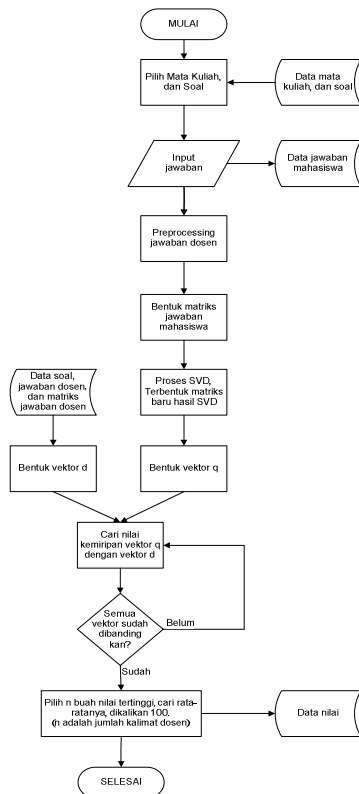 MULAI
Pilih Mata Kuliah,
dan Soal
Data mata
kuliah, dan soal
Input
jawaban
Data jawaban
mahasiswa
Preprocessing
jawaban dosen
Bentuk matriks
jawaban
mahasiswa
Data soal,
jawaban dosen,
dan matriks
jawaban dosen
Proses SVD,
Terbentuk matriks
baru hasil SVD
Bentuk vektor d
Bentuk vektor q
Cari nilai
kemiripan vektor q
dengan vektor d
Semua
vektor sudah
dibanding
kan?
Belum
Sudah
Pilih n buah nilai tertinggi, cari rata-
ratanya, dikalikan 100.
(n adalah jumlah kalimat dosen)
Data nilai
SELESAI